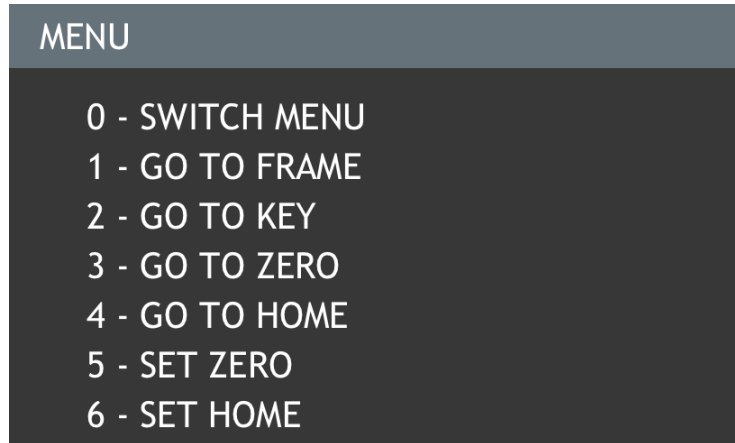 MENU
0 - SWITCH MENU
1 - GO TO FRAME
2 - GO TO KEY
3 - GO TO ZERO
4 - GO TO HOME
5 - SET ZERO
6 - SET HOME